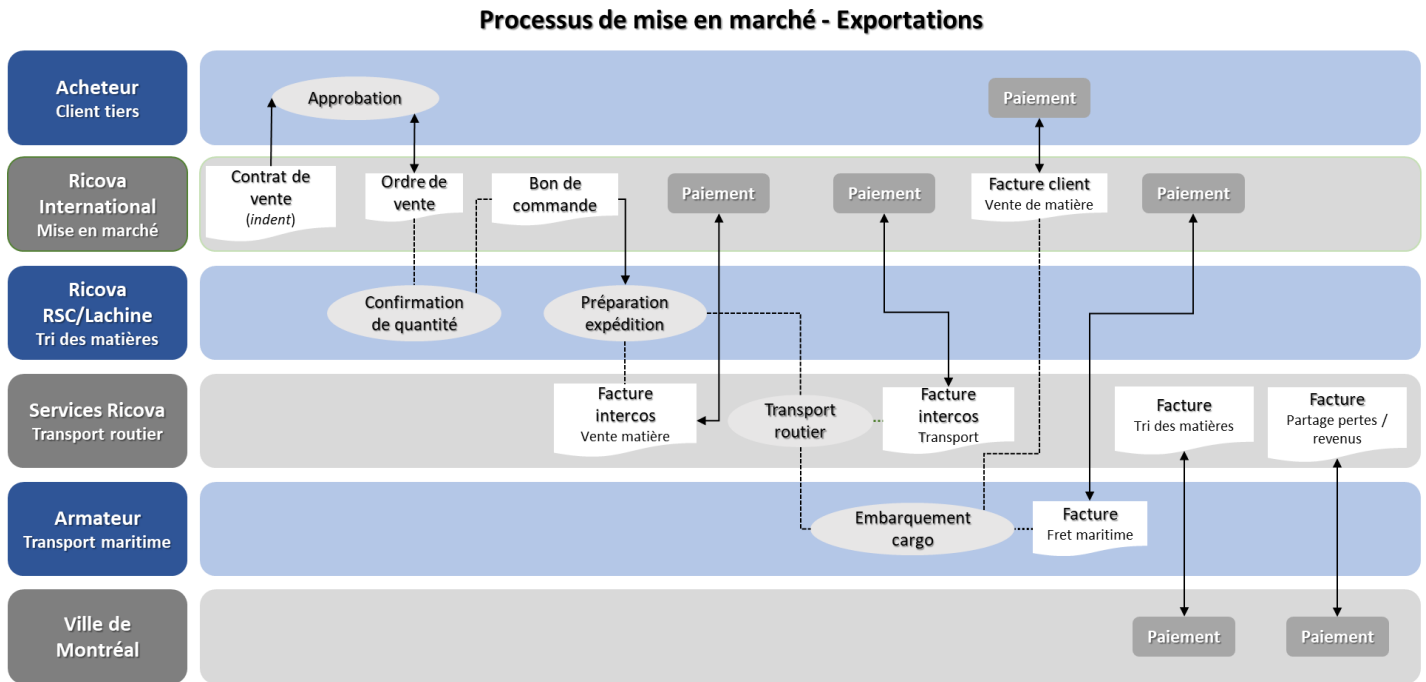 Processus de mise en marché - Exportations
Acheteur
Client tiers
Approbation
Paiement
Ricova
International
Mise en marché
Contrat de
vente
(indent)
Ordre de
vente
Bon de
commande
Paiement
Paiement
Facture client
Vente de matière
Paiement
Ricova
RSC/Lachine
Tri des matières
Confirmation
de quantité
Préparation
expédition
Services Ricova
Transport routier
Facture
intercos
Vente matière
Transport
routier
Facture
intercos
Transport
Facture
Tri des matières
Facture
Partage pertes /
revenus
Armateur
Transport maritime
Embarquement
cargo
Facture
Fret maritime
Ville de
Montréal
Paiement
Paiement